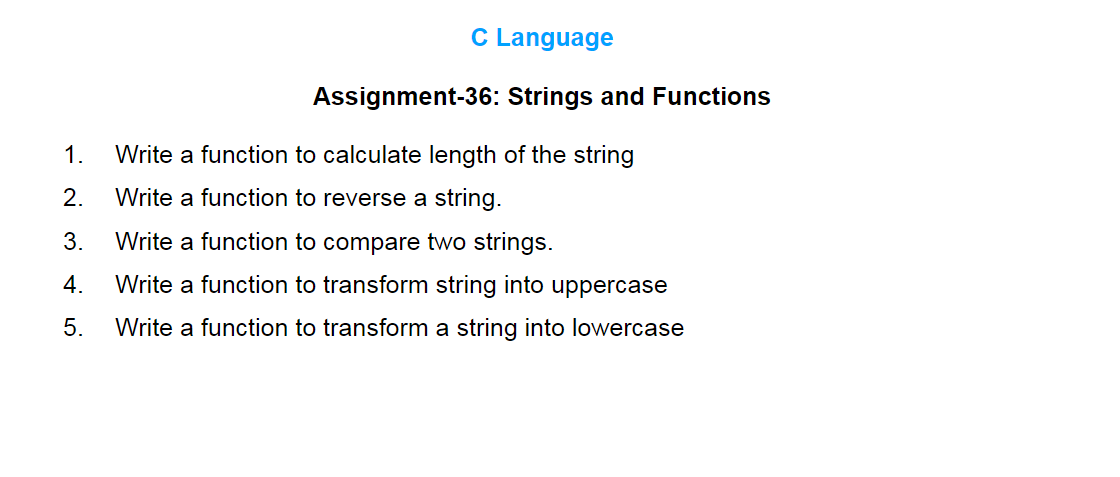 C Language
Assignment-36: Strings and Functions
1. Write a function to calculate length of the string
2. Write a function to reverse a string.
3. Write a function to compare two strings.
4. Write a function to transform string into uppercase
5. Write a function to transform a string into lowercase